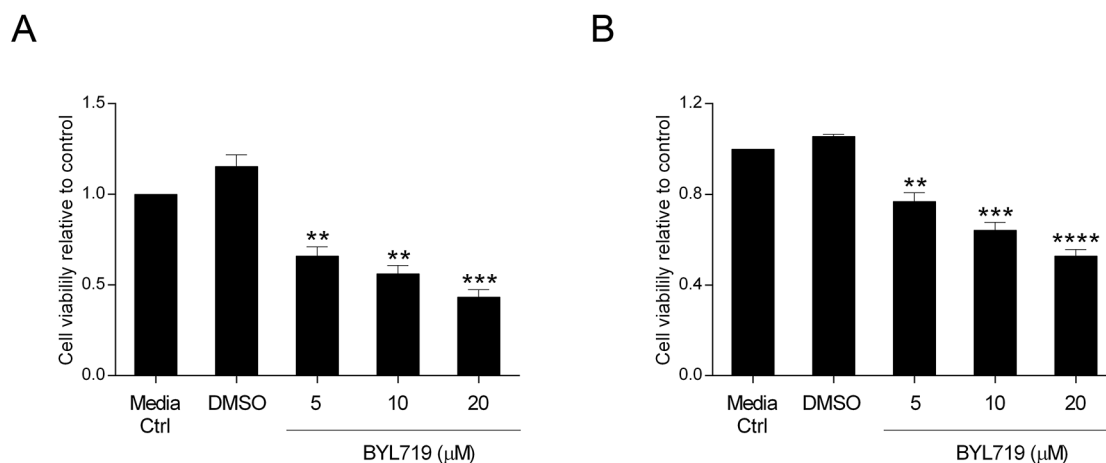 A
Cell viabilily relative to control
1.5
1.0
0.5
0.0
**
**
***
Media
Ctrl
DMSO
5
10
20
BYL719 (μM)
B
Cell viability relative to control
1.2
0.8
0.4
0.0
**
***
****
Media
Ctrl
DMSO
5
10
20
BYL719 (μM)